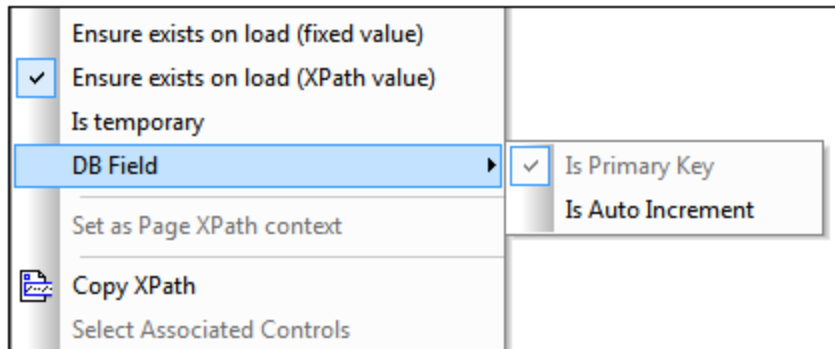 Ensure exists on load (fixed value)
Ensure exists on load (XPath value)
Is temporary
DB Field
Is Primary Key
Is Auto Increment
Set as Page XPath context
Copy XPath
Select Associated Controls